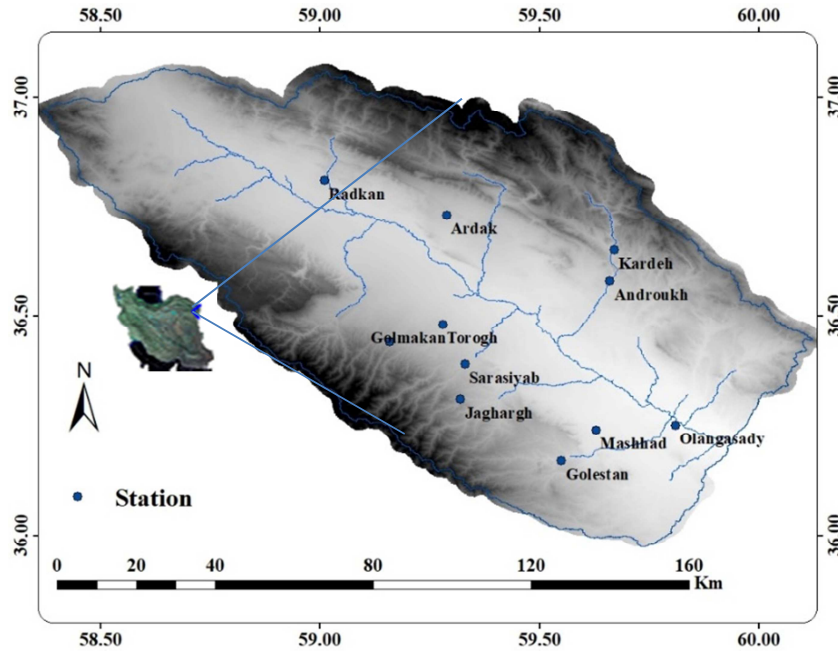 58.50 59.00 59.50 60.00
37.00 37.00
Radkan
Ardak
Kardeh
Androukh
36.50 36.50
Golmakan Torogh
Sarasiyab
Jaghargh
N
Mashhad Olangasady
Golestan
Station
36.00 36.00
0 20 40 80 120 160
Km
58.50 59.00 59.50 60.00